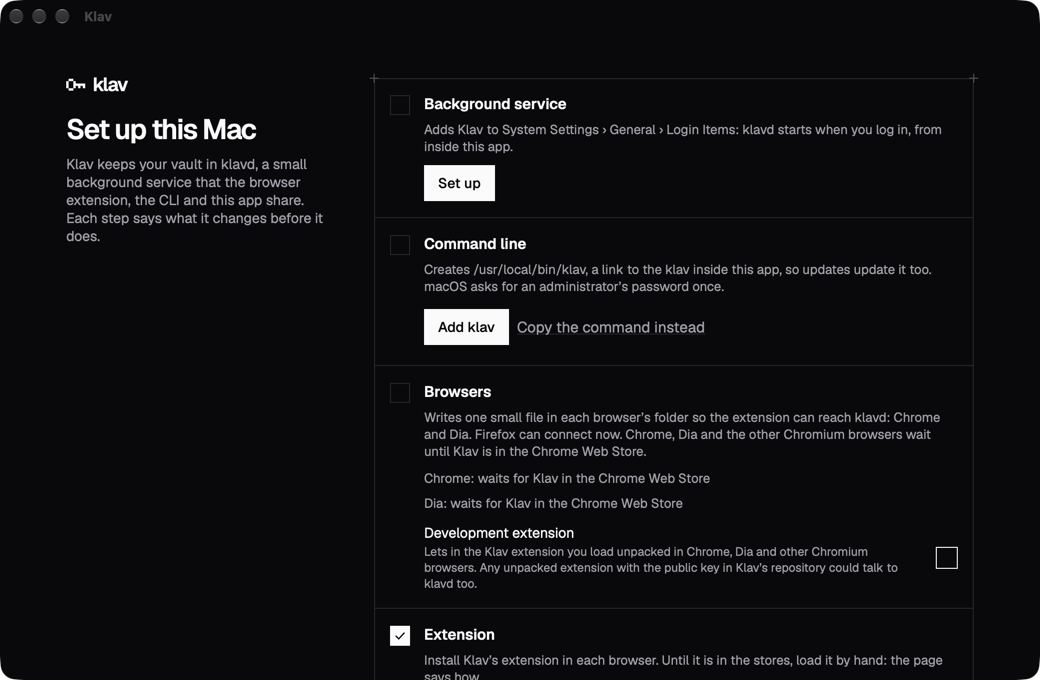 Klav
klav
Set up this Mac
Klav keeps your vault in klavd, a small
background service that the browser
extension, the CLI and this app share.
Each step says what it changes before it
does.
Background service
Adds Klav to System Settings › General › Login Items: klavd starts when you log in, from
inside this app.
Set up
Command line
Creates /usr/local/bin/klav, a link to the klav inside this app, so updates update it too.
macOS asks for an administrator's password once.
Add klav
Copy the command instead
Browsers
Writes one small file in each browser's folder so the extension can reach klavd: Chrome
and Dia. Firefox can connect now. Chrome, Dia and the other Chromium browsers wait
until Klav is in the Chrome Web Store.
Chrome: waits for Klav in the Chrome Web Store
Dia: waits for Klav in the Chrome Web Store
Development extension
Lets in the Klav extension you load unpacked in Chrome, Dia and other Chromium
browsers. Any unpacked extension with the public key in Klav's repository could talk to
klavd too.
Extension
Install Klav's extension in each browser. Until it is in the stores, load it by hand: the page
says how.